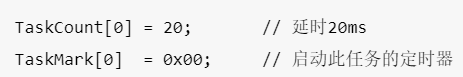 TaskCount[0] = 20;       // 延时20ms
TaskMark[0]  = 0x00;     // 启动此任务的定时器